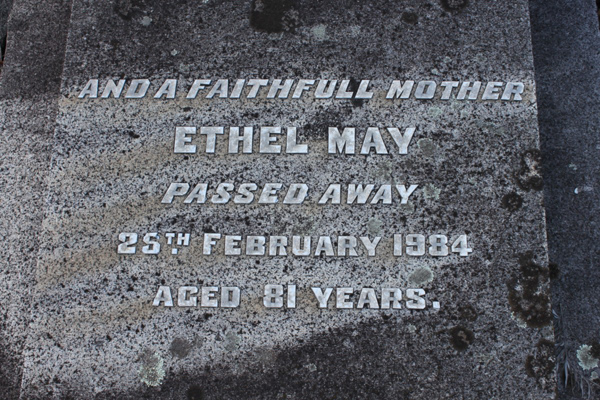 AND A FAITHFULL MOTHER
ETHEL MAY
PASSED AWAY
25TH. FEBRUARY 1984
AGED 81 YEARS.